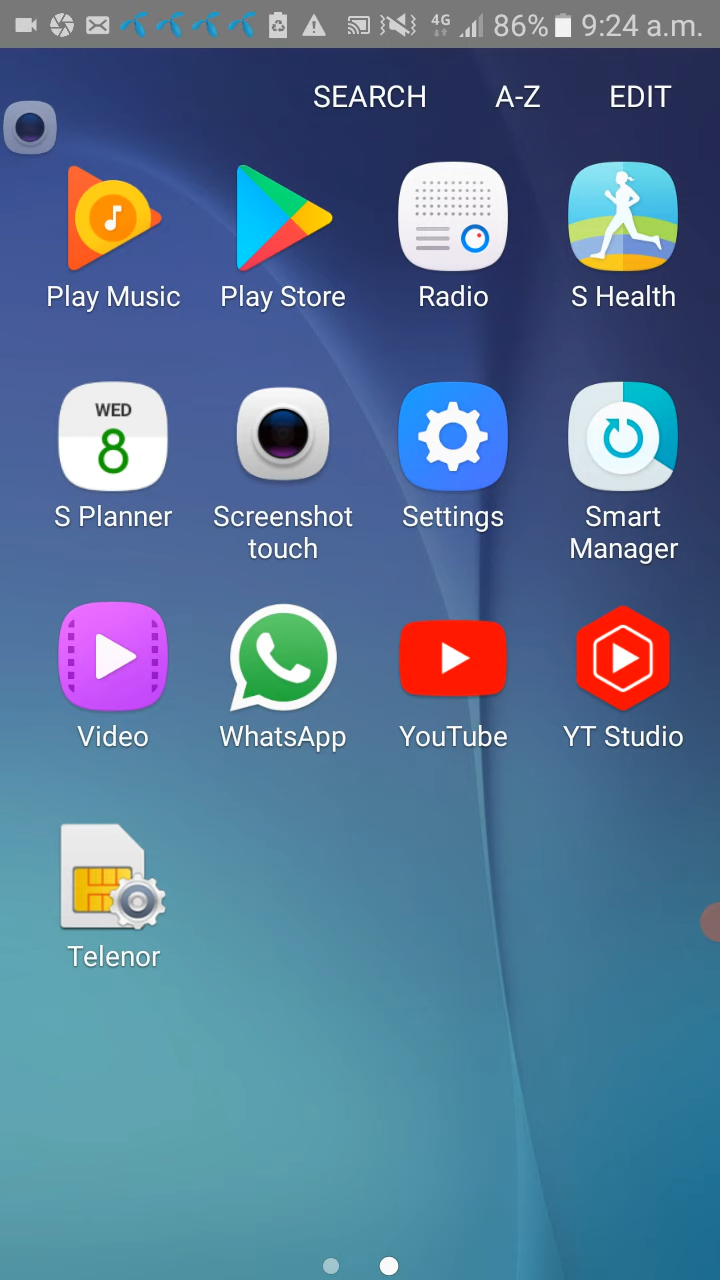 4G 86% 9:24 a.m.
SEARCH A-Z EDIT
Play Music Play Store Radio S Health
WED
8
S Planner Screenshot touch Settings Smart Manager
Video WhatsApp YouTube YT Studio
Telenor